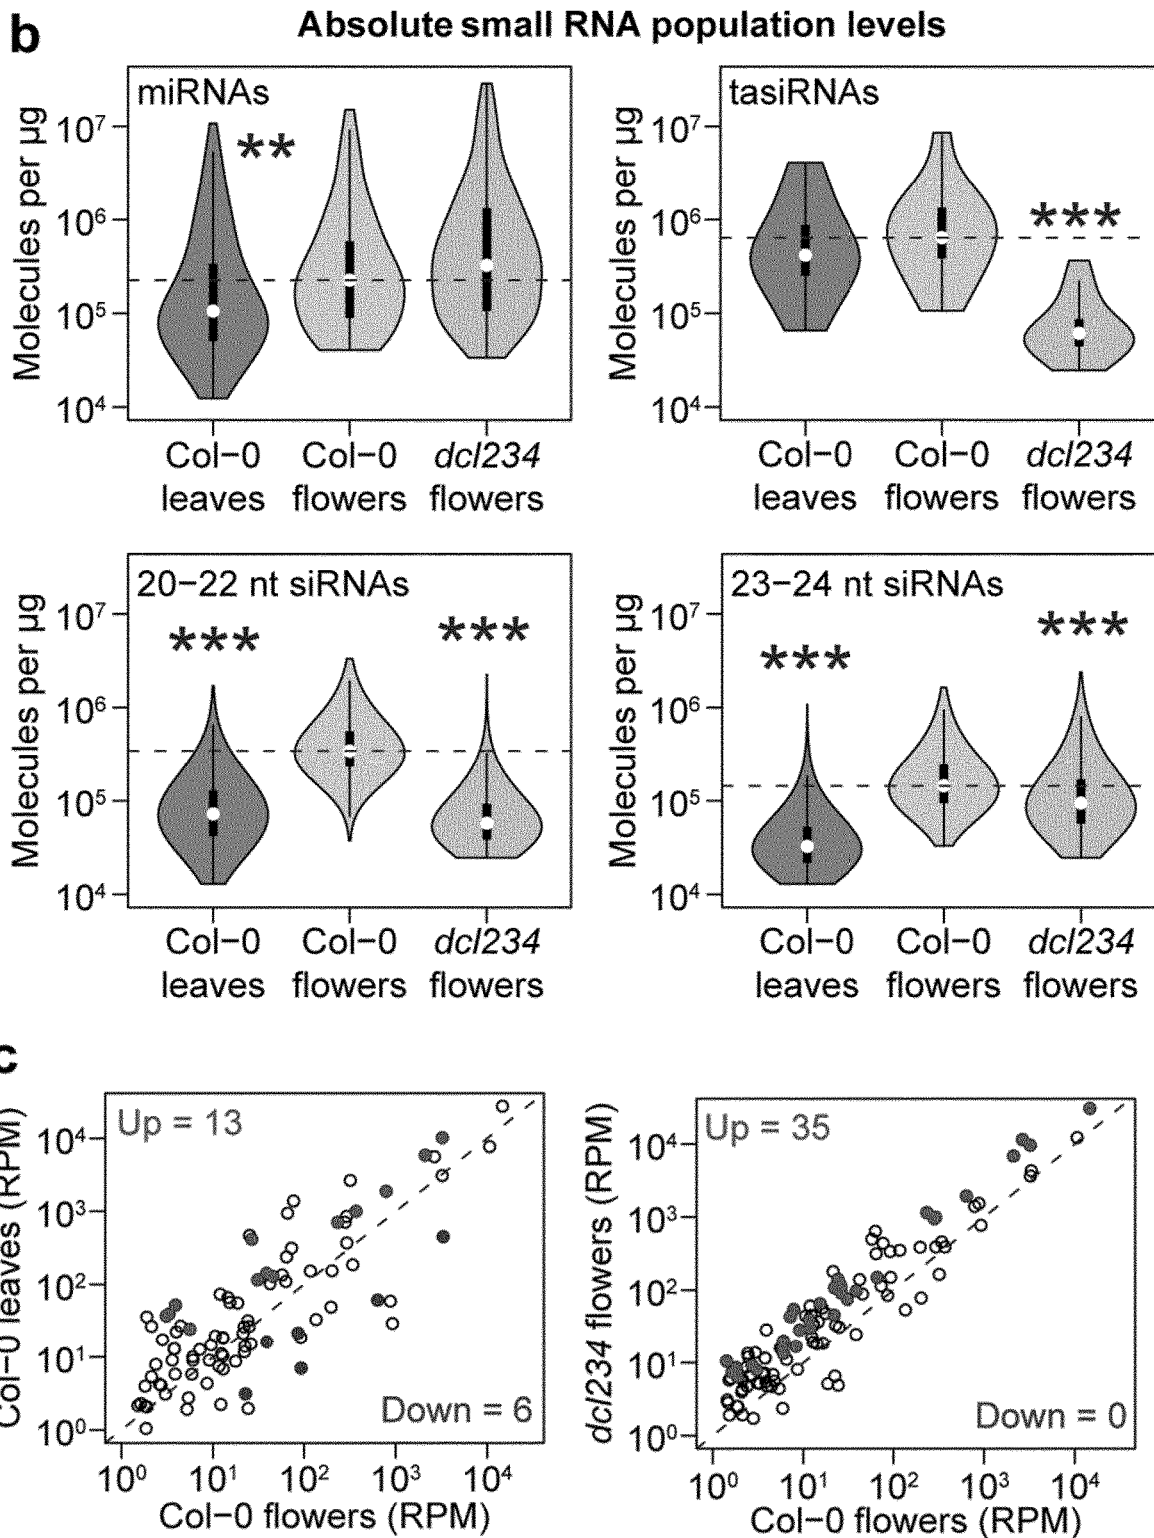 b
Absolute small RNA population levels
miRNAs
Molecules per µg
10⁷
10⁶
10⁵
10⁴
**
Col−0 leaves
Col−0 flowers
dcl234 flowers
tasiRNAs
Molecules per µg
10⁷
10⁶
10⁵
10⁴
***
Col−0 leaves
Col−0 flowers
dcl234 flowers
20−22 nt siRNAs
Molecules per µg
10⁷
10⁶
10⁵
10⁴
***
***
Col−0 leaves
Col−0 flowers
dcl234 flowers
23−24 nt siRNAs
Molecules per µg
10⁷
10⁶
10⁵
10⁴
***
***
Col−0 leaves
Col−0 flowers
dcl234 flowers
c
Col−0 leaves (RPM)
10⁴
10³
10²
10¹
10⁰
Up = 13
Down = 6
10⁰ 10¹ 10² 10³ 10⁴
Col−0 flowers (RPM)
dcl234 flowers (RPM)
10⁴
10³
10²
10¹
10⁰
Up = 35
Down = 0
10⁰ 10¹ 10² 10³ 10⁴
Col−0 flowers (RPM)